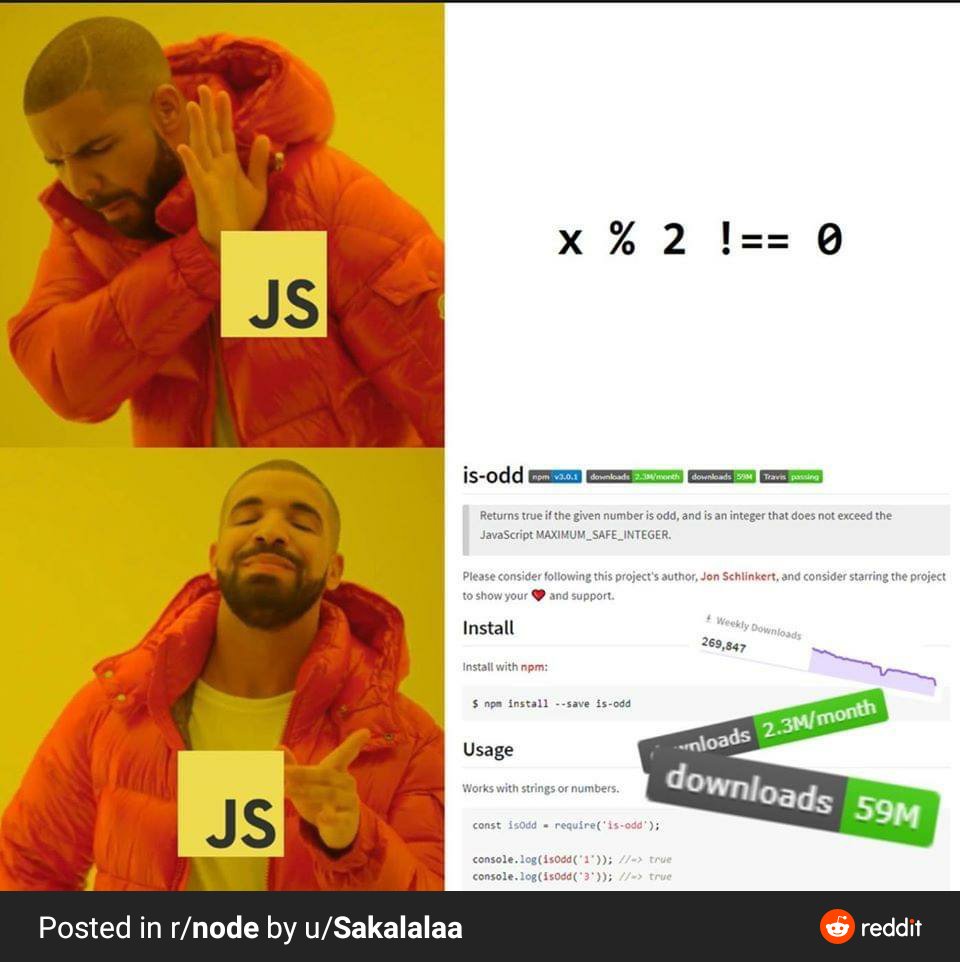 JS
x % 2 !== 0
is-odd npm v3.0.1 downloads 2.3M/month downloads 59M Travis passing
Returns true if the given number is odd, and is an integer that does not exceed the
JavaScript MAXIMUM_SAFE_INTEGER.
Please consider following this project's author, Jon Schlinkert, and consider starring the project
to show your ❤ and support.
Install
Weekly Downloads
269,847
Install with npm:
$ npm install --save is-odd
downloads 2.3M/month
Usage
downloads 59M
Works with strings or numbers.
const isOdd = require('is-odd');
console.log(isOdd('1')); //=> true
console.log(isOdd('3')); //=> true
JS
Posted in r/node by u/Sakalalaa
reddit